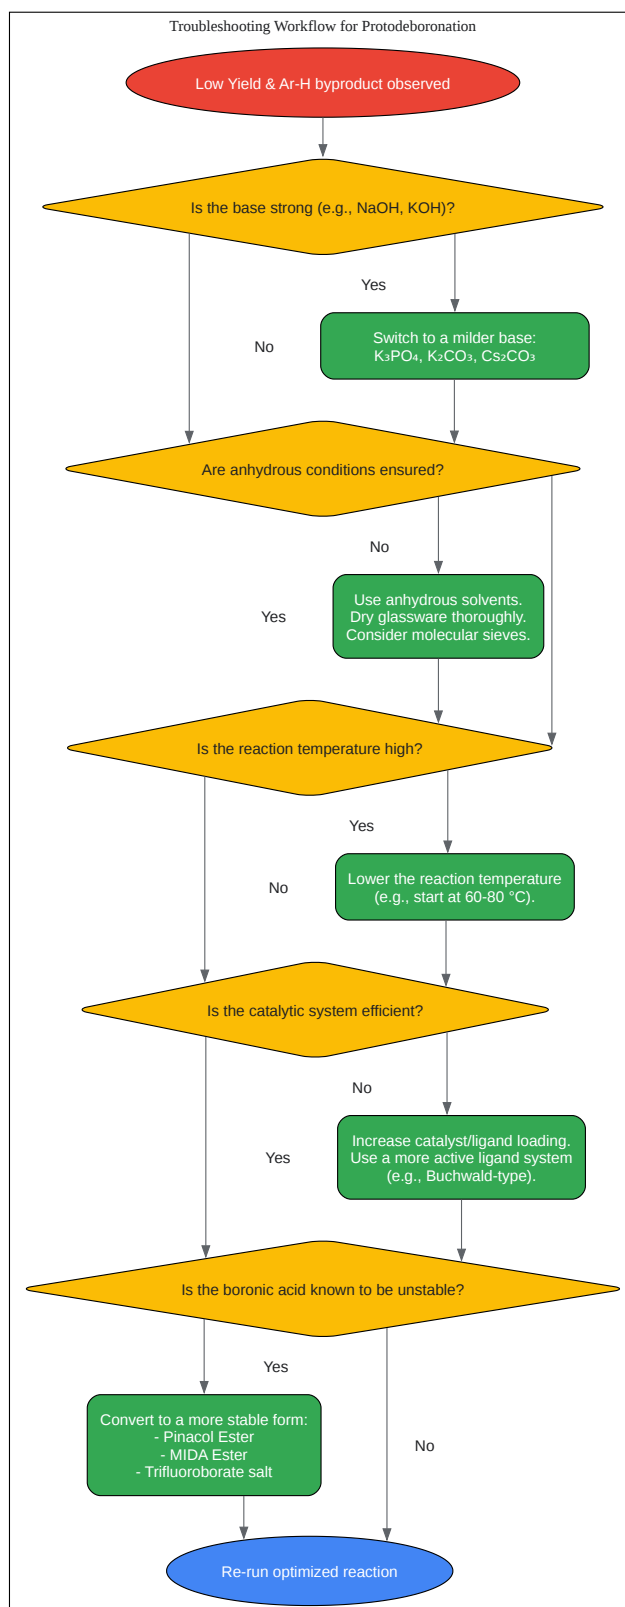 Troubleshooting Workflow for Protodeboronation
Low Yield & Ar-H byproduct observed
Is the base strong (e.g., NaOH, KOH)?
Yes
No
Switch to a milder base:
K₃PO₄, K₂CO₃, Cs₂CO₃
Are anhydrous conditions ensured?
No
Yes
Use anhydrous solvents.
Dry glassware thoroughly.
Consider molecular sieves.
Is the reaction temperature high?
Yes
No
Lower the reaction temperature
(e.g., start at 60-80 °C).
Is the catalytic system efficient?
No
Yes
Increase catalyst/ligand loading.
Use a more active ligand system
(e.g., Buchwald-type).
Is the boronic acid known to be unstable?
Yes
No
Convert to a more stable form:
- Pinacol Ester
- MIDA Ester
- Trifluoroborate salt
Re-run optimized reaction